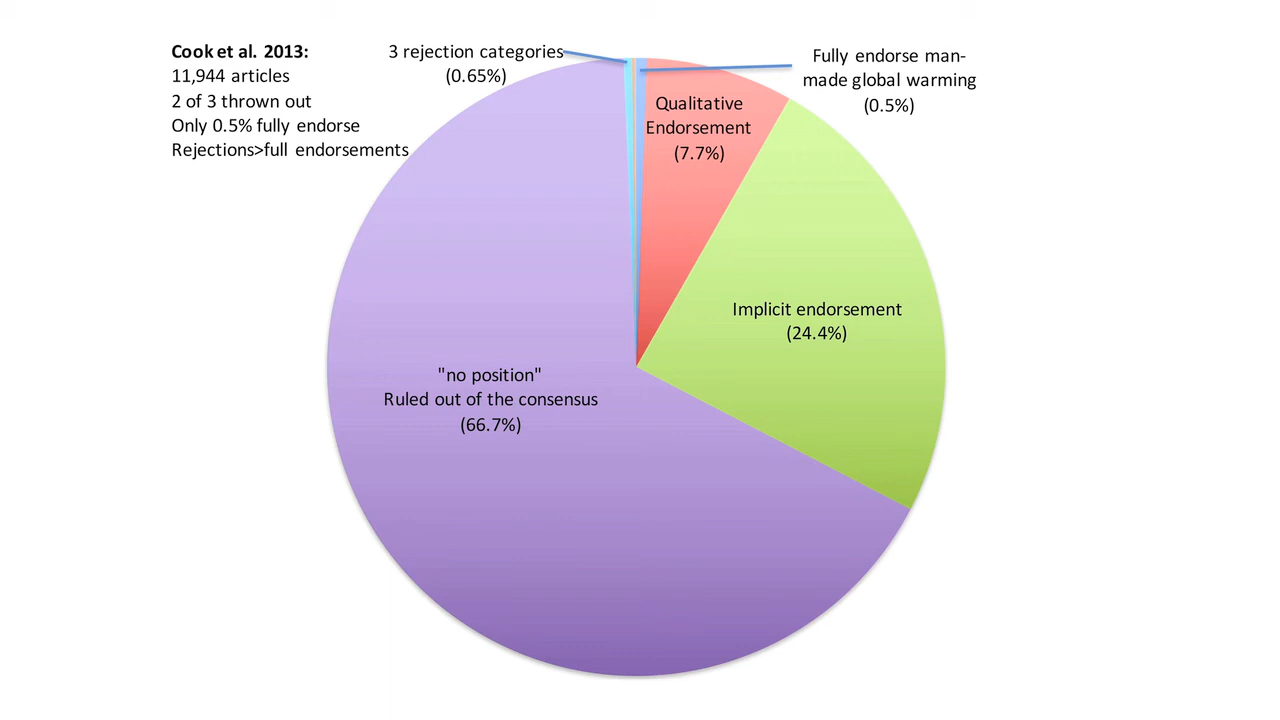 Cook et al. 2013:
11,944 articles
2 of 3 thrown out
Only 0.5% fully endorse
Rejections>full endorsements
3 rejection categories
(0.65%)
Fully endorse man-
made global warming
(0.5%)
Qualitative
Endorsement
(7.7%)
Implicit endorsement
(24.4%)
"no position"
Ruled out of the consensus
(66.7%)